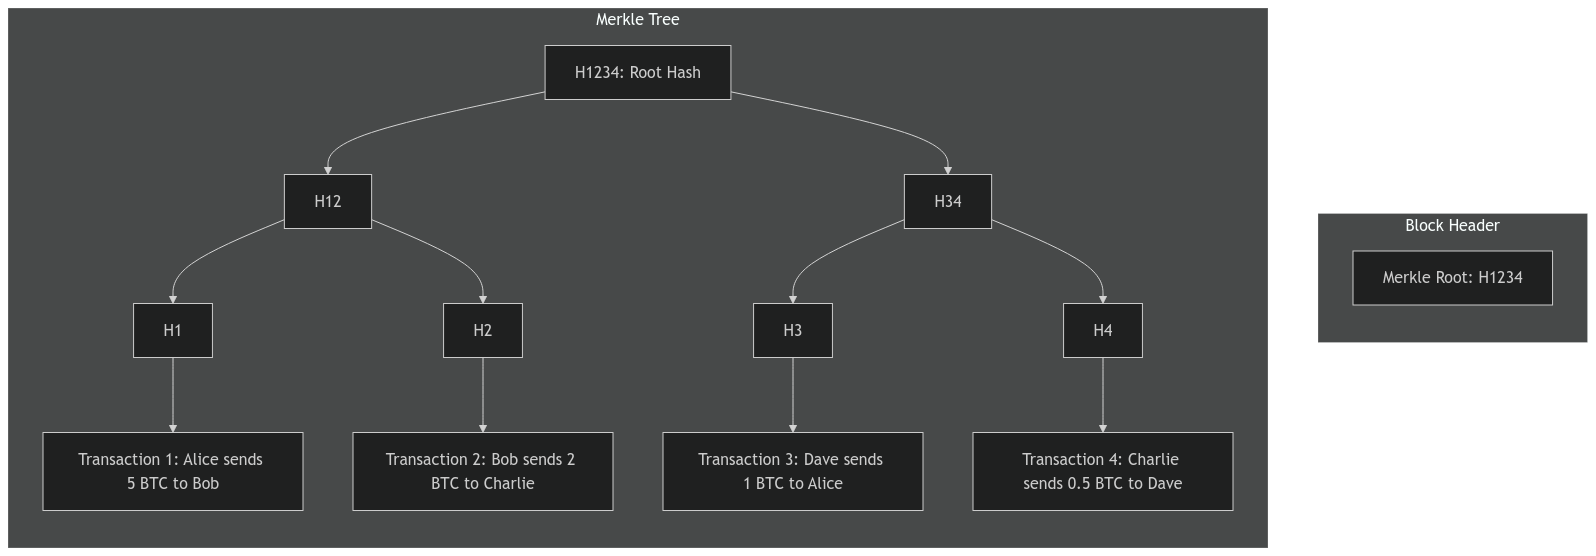 Merkle Tree
H1234: Root Hash
H12
H34
H1
H2
H3
H4
Transaction 1: Alice sends
5 BTC to Bob
Transaction 2: Bob sends 2
BTC to Charlie
Transaction 3: Dave sends
1 BTC to Alice
Transaction 4: Charlie
sends 0.5 BTC to Dave
Block Header
Merkle Root: H1234